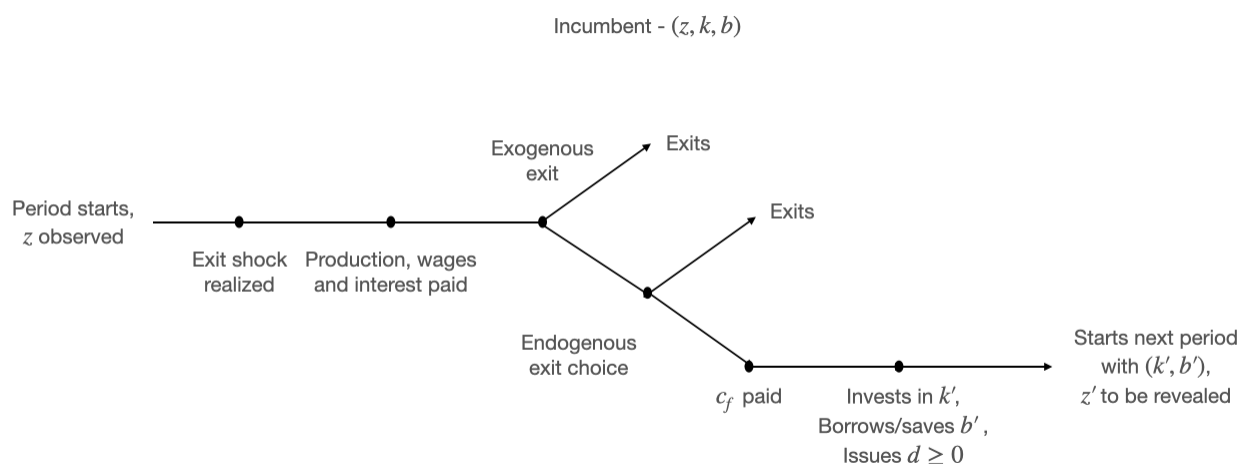 Incumbent - (z, k, b)
Exogenous
exit
Exits
Period starts,
z observed
Exits
Exit shock
realized
Production, wages
and interest paid
Endogenous
exit choice
Starts next period
with (k′, b′),
z′ to be revealed
c_f paid
Invests in k′,
Borrows/saves b′ ,
Issues d ≥ 0